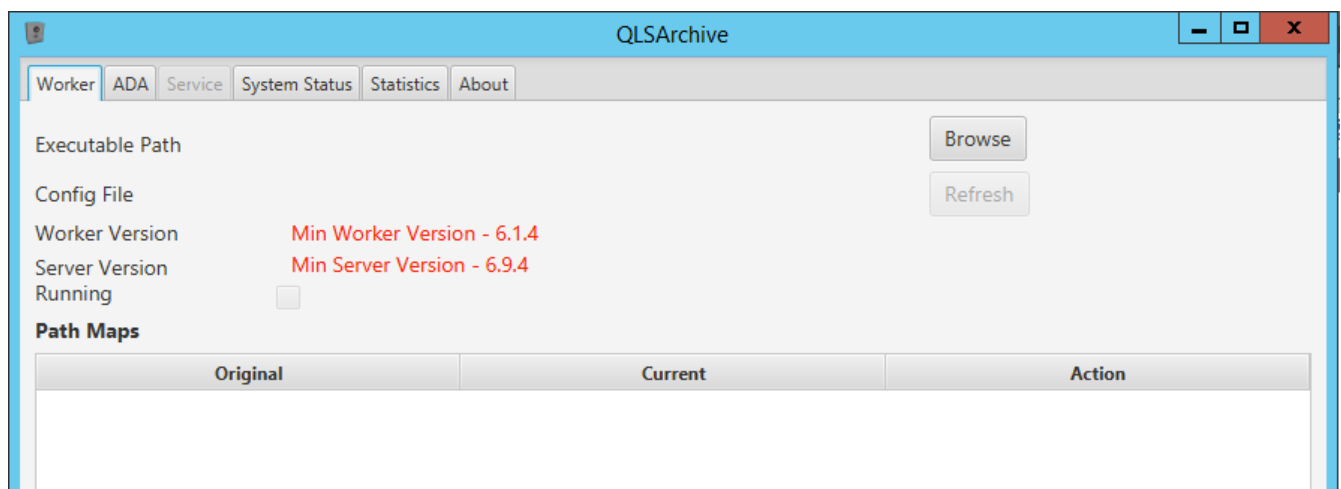 QLSArchive
Worker ADA Service System Status Statistics About
Executable Path Browse
Config File Refresh
Worker Version Min Worker Version - 6.1.4
Server Version Min Server Version - 6.9.4
Running
Path Maps
Original Current Action